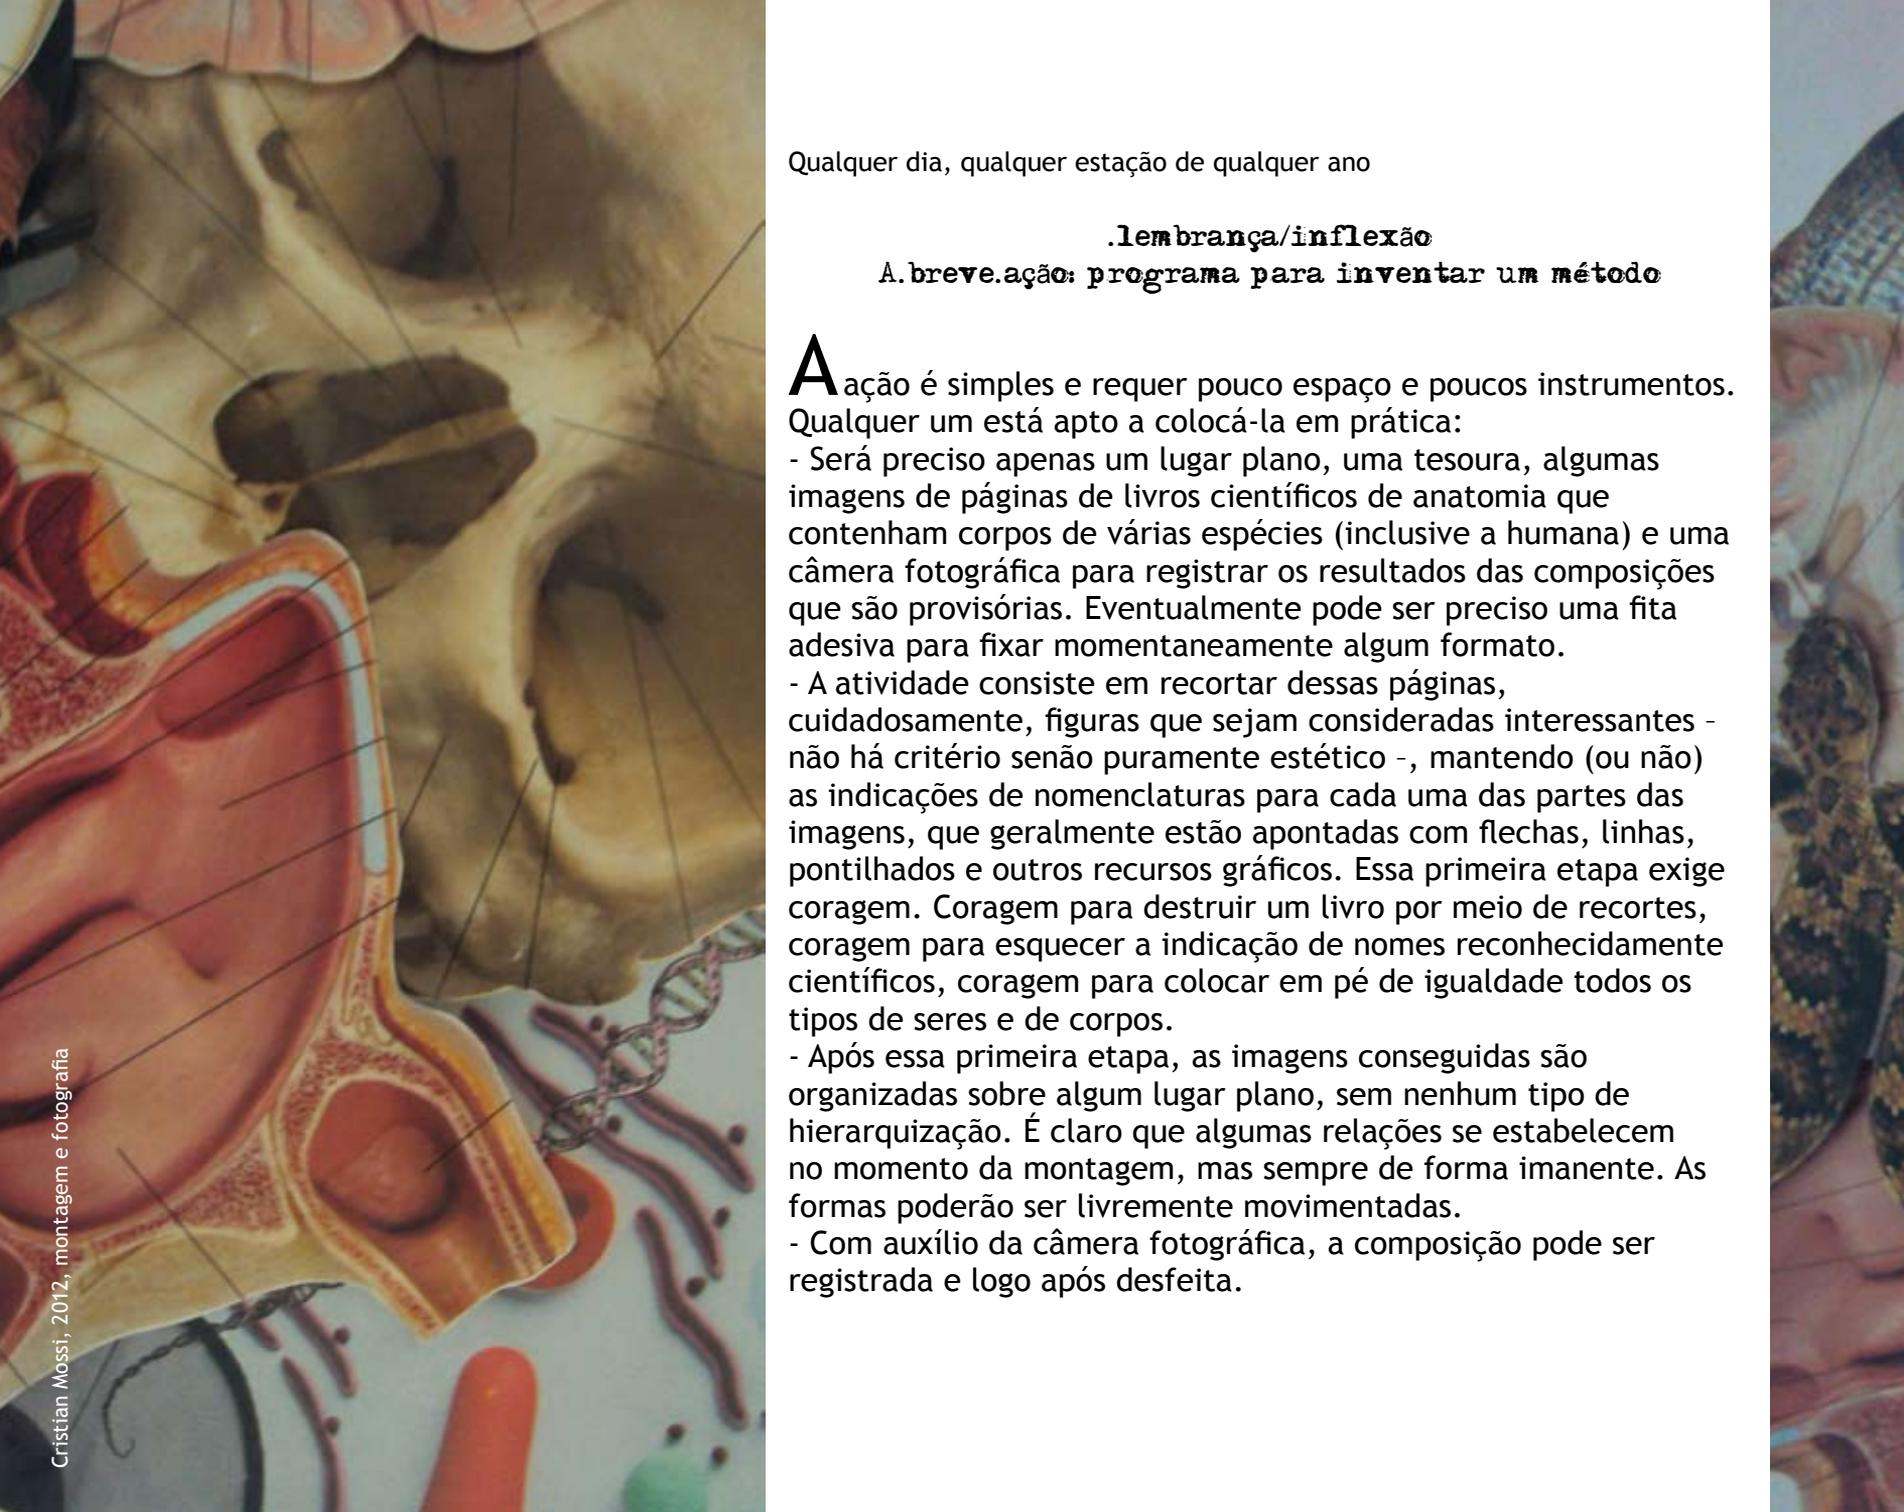 Qualquer dia, qualquer estação de qualquer ano
.lembrança/inflexão
A.breve.ação: programa para inventar um método
A ação é simples e requer pouco espaço e poucos instrumentos.
Qualquer um está apto a colocá-la em prática:
- Será preciso apenas um lugar plano, uma tesoura, algumas
imagens de páginas de livros científicos de anatomia que
contenham corpos de várias espécies (inclusive a humana) e uma
câmera fotográfica para registrar os resultados das composições
que são provisórias. Eventualmente pode ser preciso uma fita
adesiva para fixar momentaneamente algum formato.
- A atividade consiste em recortar dessas páginas,
cuidadosamente, figuras que sejam consideradas interessantes –
não há critério senão puramente estético –, mantendo (ou não)
as indicações de nomenclaturas para cada uma das partes das
imagens, que geralmente estão apontadas com flechas, linhas,
pontilhados e outros recursos gráficos. Essa primeira etapa exige
coragem. Coragem para destruir um livro por meio de recortes,
coragem para esquecer a indicação de nomes reconhecidamente
científicos, coragem para colocar em pé de igualdade todos os
tipos de seres e de corpos.
- Após essa primeira etapa, as imagens conseguidas são
organizadas sobre algum lugar plano, sem nenhum tipo de
hierarquização. É claro que algumas relações se estabelecem
no momento da montagem, mas sempre de forma imanente. As
formas poderão ser livremente movimentadas.
- Com auxílio da câmera fotográfica, a composição pode ser
registrada e logo após desfeita.
Cristian Mossi, 2012, montagem e fotografia